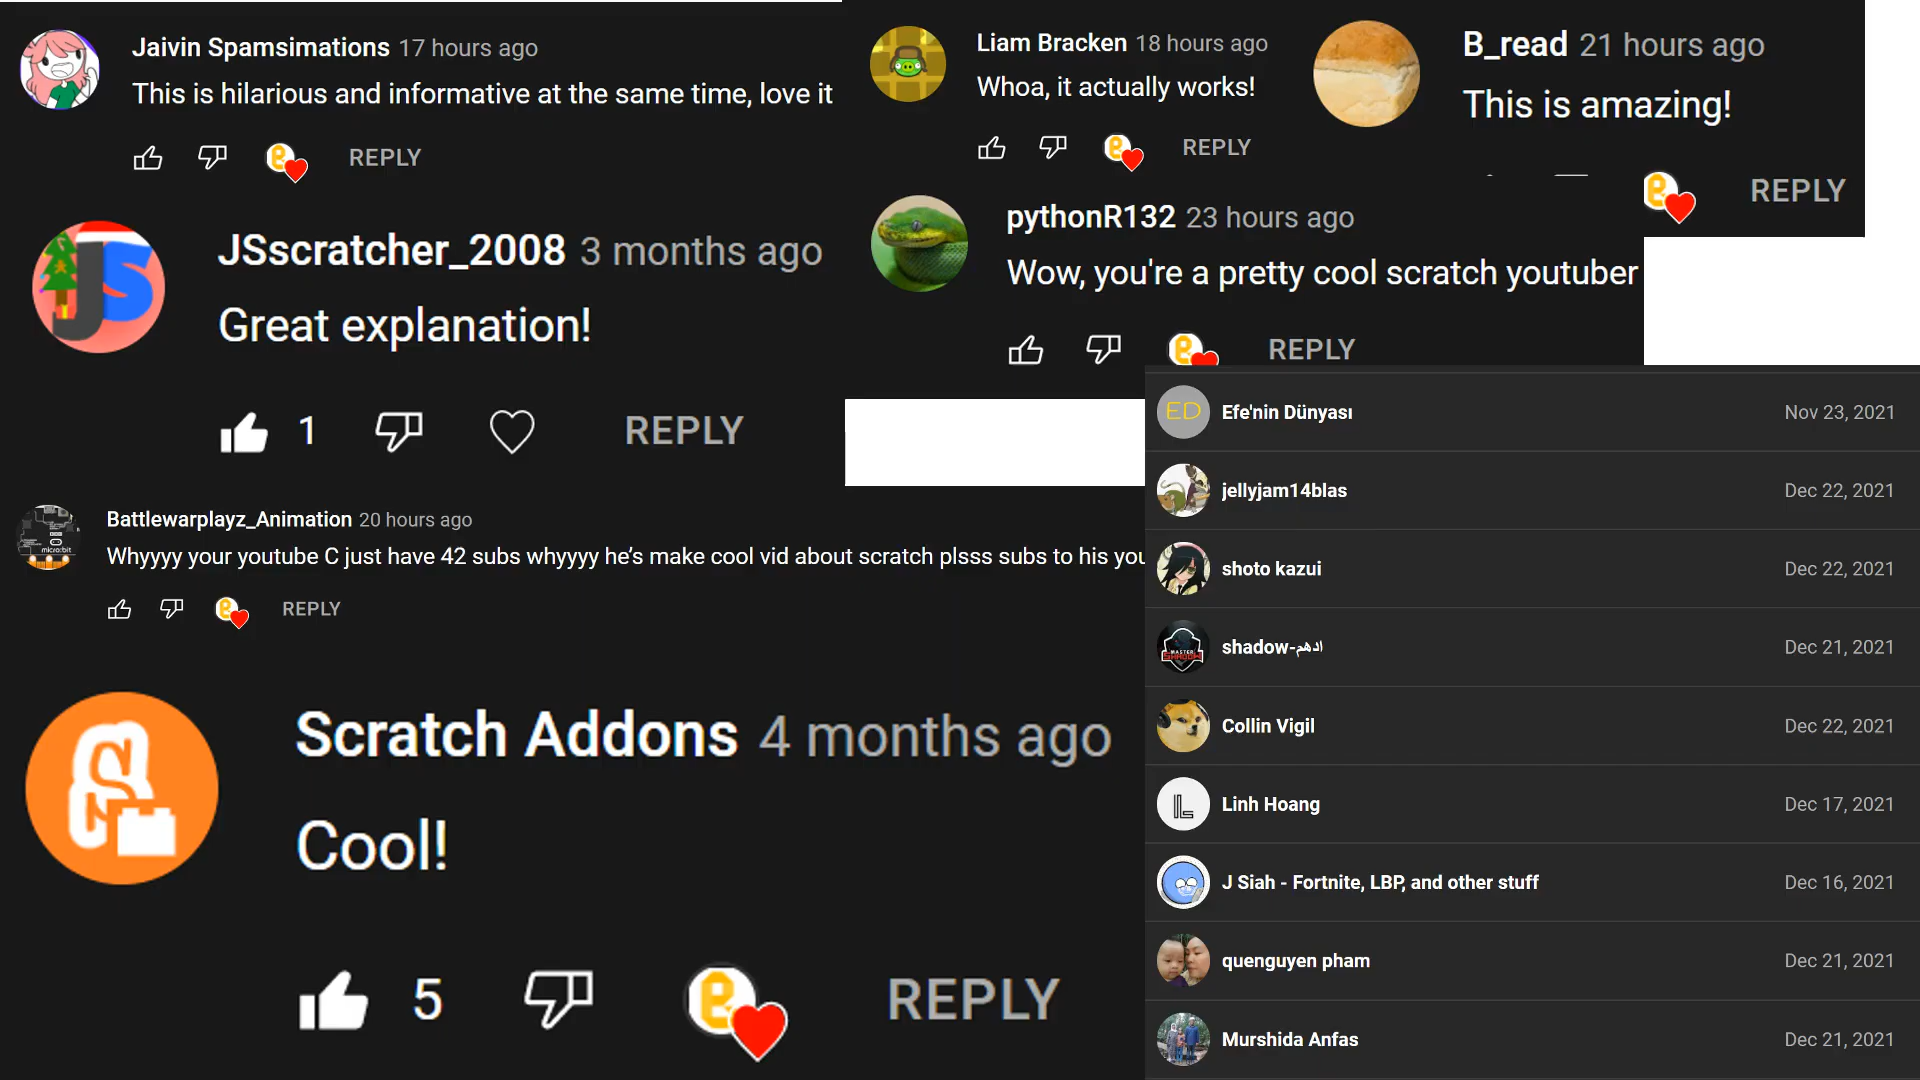 Jaivin Spamsimations 17 hours ago
This is hilarious and informative at the same time, love it
REPLY
Liam Bracken 18 hours ago
Whoa, it actually works!
REPLY
B_read 21 hours ago
This is amazing!
REPLY
JSscratcher_2008 3 months ago
Great explanation!
1 REPLY
JS
pythonR132 23 hours ago
Wow, you're a pretty cool scratch youtuber
REPLY
Battlewarplayz_Animation 20 hours ago
Whyyyy your youtube C just have 42 subs whyyyy he’s make cool vid about scratch plsss subs to his you
REPLY
micro:bit
Scratch Addons 4 months ago
Cool!
5 REPLY
S
ED Efe'nin Dünyası Nov 23, 2021
jellyjam14blas Dec 22, 2021
shoto kazui Dec 22, 2021
shadow-ادهم Dec 21, 2021
MASTER SHADOW
Collin Vigil Dec 22, 2021
L Linh Hoang Dec 17, 2021
J Siah - Fortnite, LBP, and other stuff Dec 16, 2021
quenguyen pham Dec 21, 2021
Murshida Anfas Dec 21, 2021